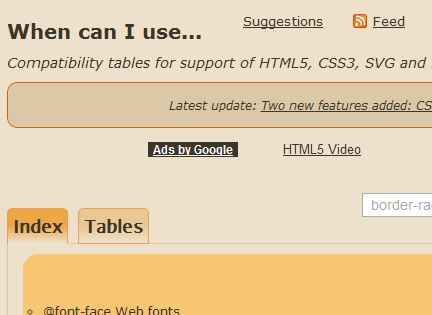 When can I use...
Suggestions
Feed
Compatibility tables for support of HTML5, CSS3, SVG and
Latest update: Two new features added: CS
Ads by Google
HTML5 Video
border-ra
Index
Tables
@font-face Web fonts